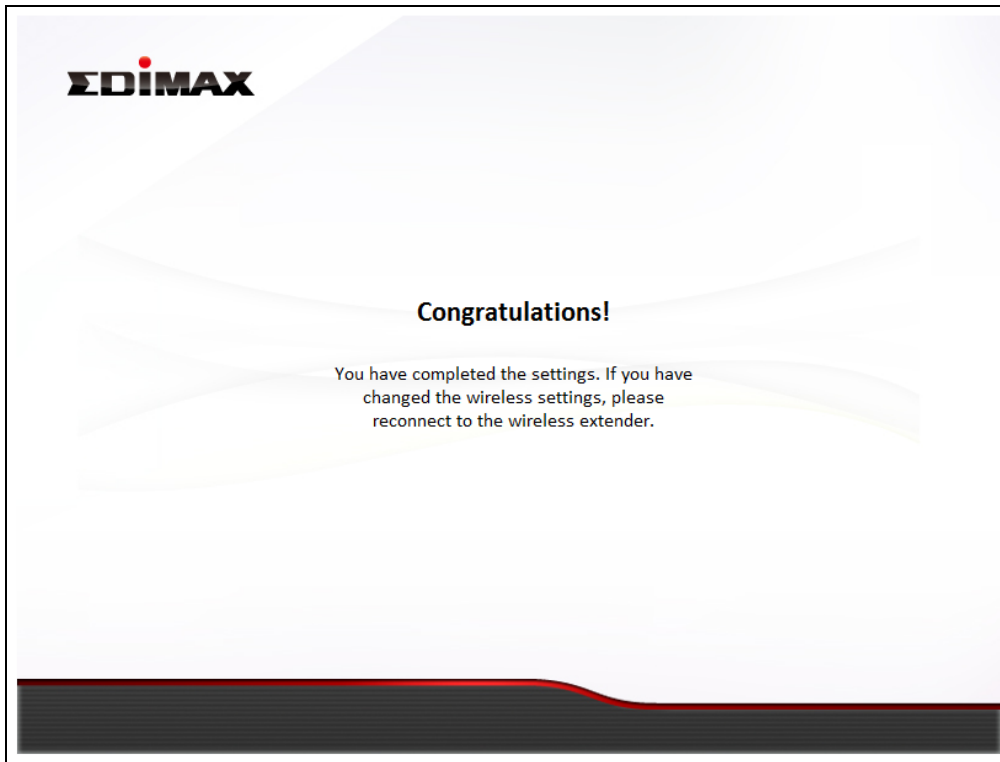 EDIMAX
Congratulations!
You have completed the settings. If you have
changed the wireless settings, please
reconnect to the wireless extender.